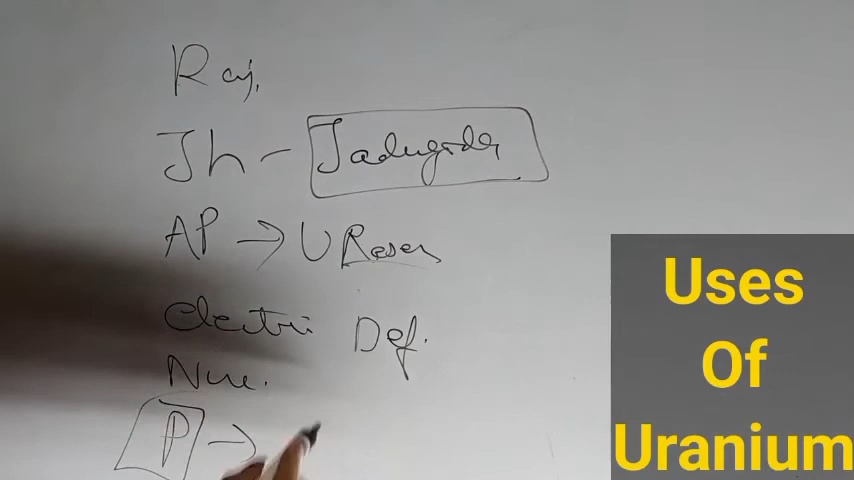 Raj.
Jh - Jadugoda
AP → U Reser
electri Def.
Nuc.
P →
Uses
Of
Uranium